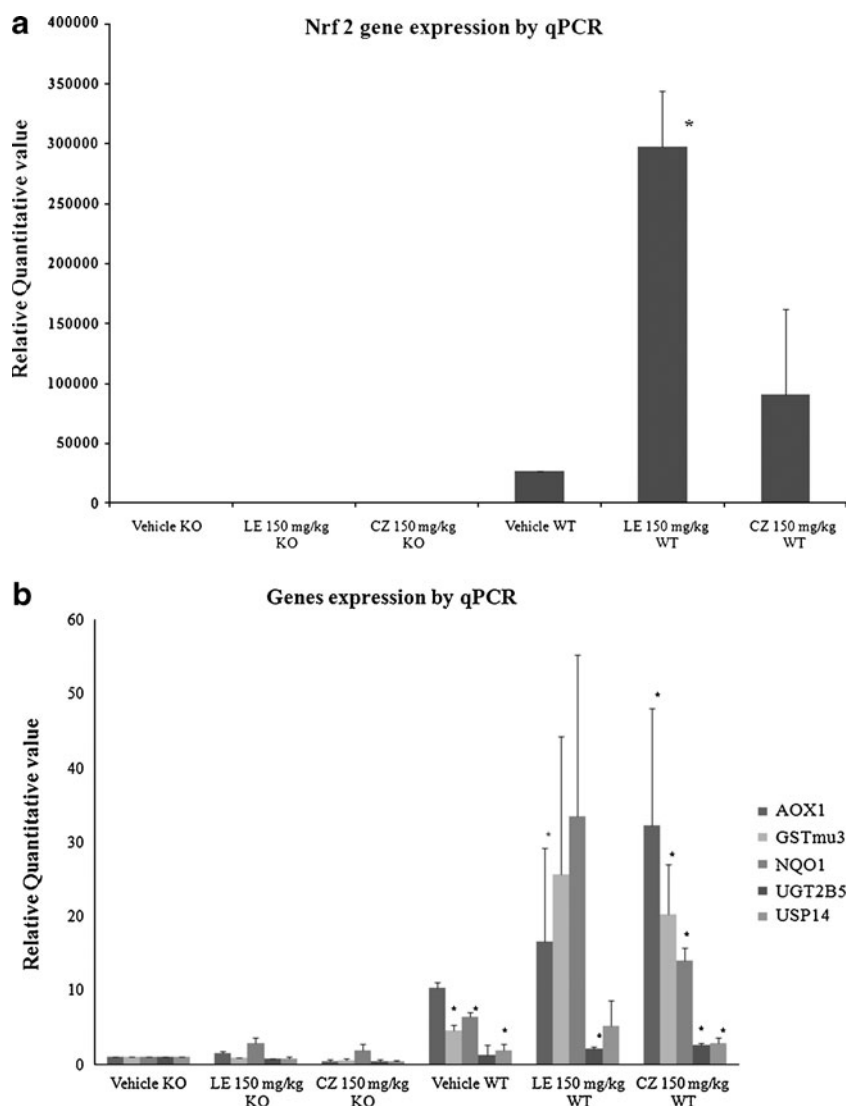 a
Nrf 2 gene expression by qPCR
Relative Quantitative value
400000
350000
300000
250000
200000
150000
100000
50000
0
*
Vehicle KO
LE 150 mg/kg
KO
CZ 150 mg/kg
KO
Vehicle WT
LE 150 mg/kg
WT
CZ 150 mg/kg
WT
b
Genes expression by qPCR
Relative Quantitative value
60
50
40
30
20
10
0
* * *
* *
* * * * *
AOX1
GSTmu3
NQO1
UGT2B5
USP14
Vehicle KO
LE 150 mg/kg
KO
CZ 150 mg/kg
KO
Vehicle WT
LE 150 mg/kg
WT
CZ 150 mg/kg
WT